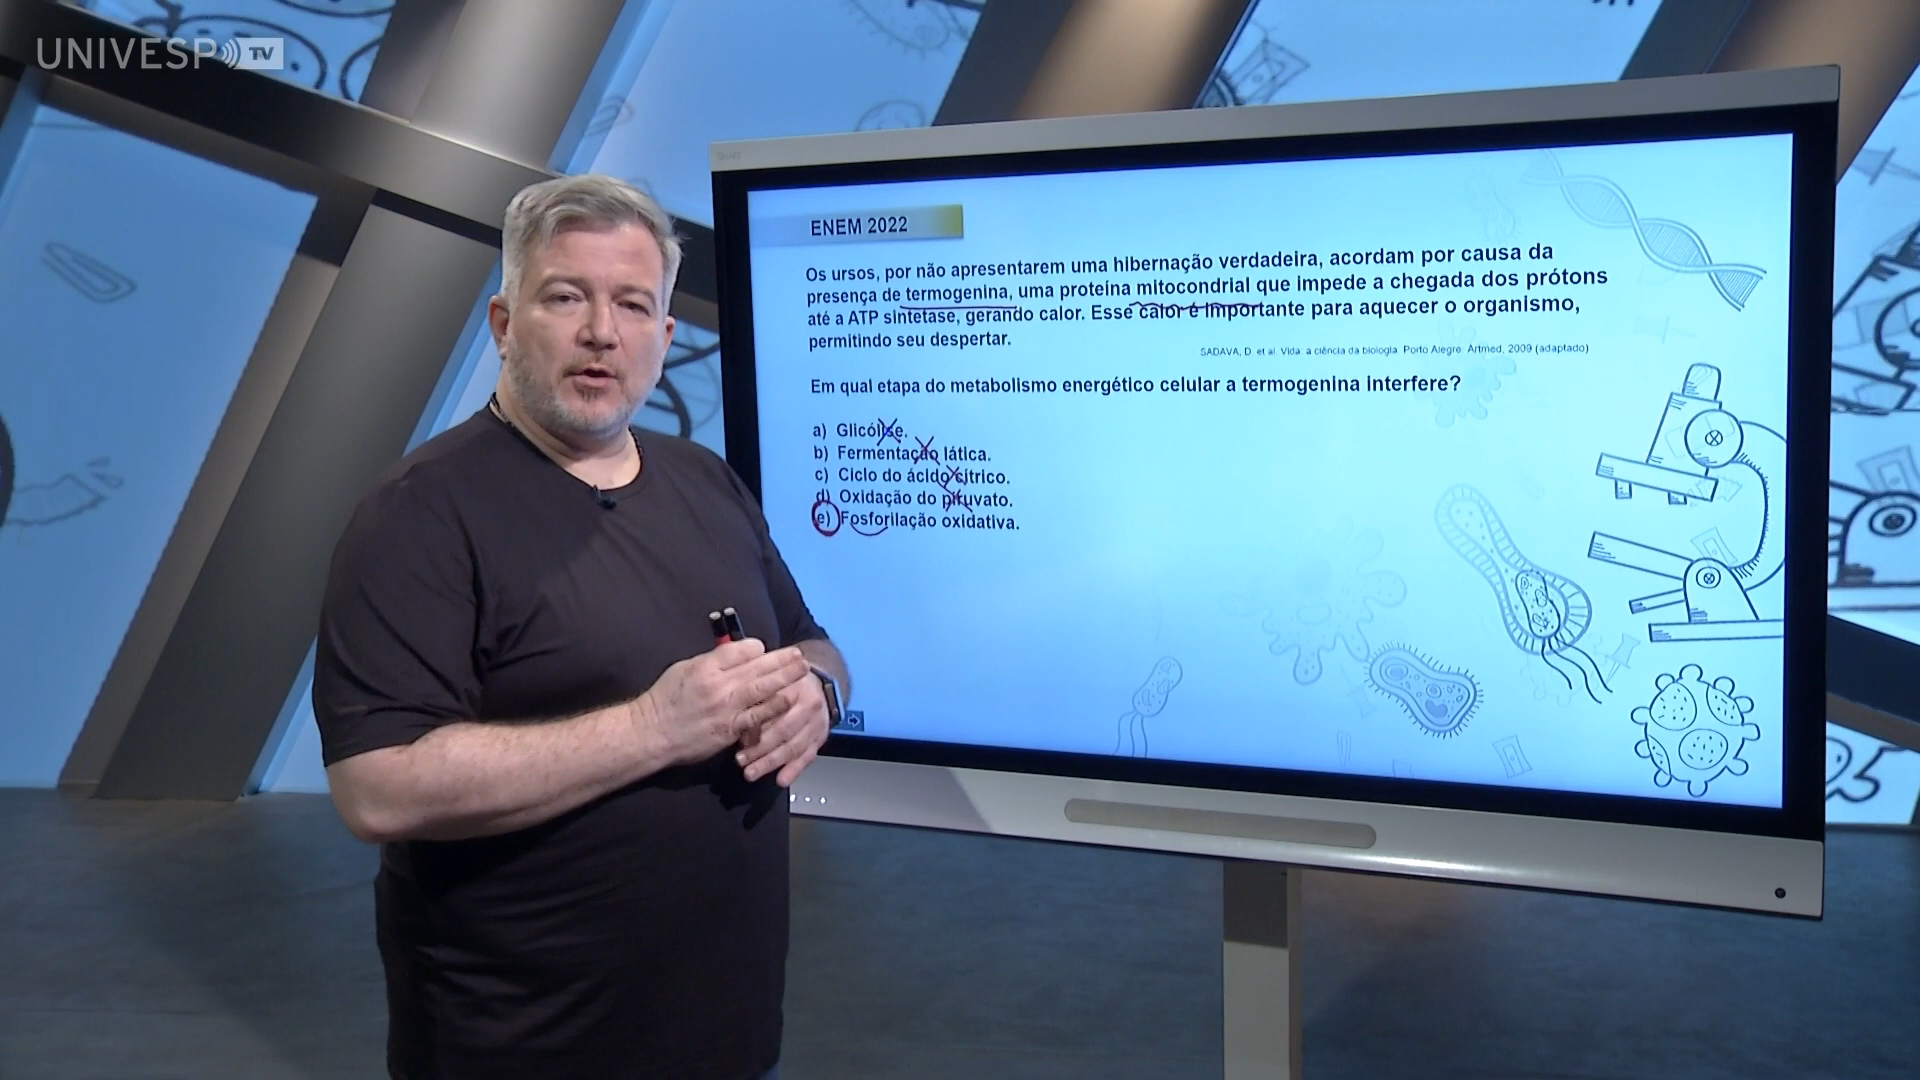 UNIVESP TV
SMART
ENEM 2022
Os ursos, por não apresentarem uma hibernação verdadeira, acordam por causa da
presença de termogenina, uma proteína mitocondrial que impede a chegada dos prótons
até a ATP sintetase, gerando calor. Esse calor é importante para aquecer o organismo,
permitindo seu despertar.
SADAVA, D. et al. Vida: a ciência da biologia. Porto Alegre: Artmed, 2009 (adaptado)
Em qual etapa do metabolismo energético celular a termogenina interfere?
a) Glicólise.
b) Fermentação lática.
c) Ciclo do ácido cítrico.
d) Oxidação do piruvato.
e) Fosforilação oxidativa.